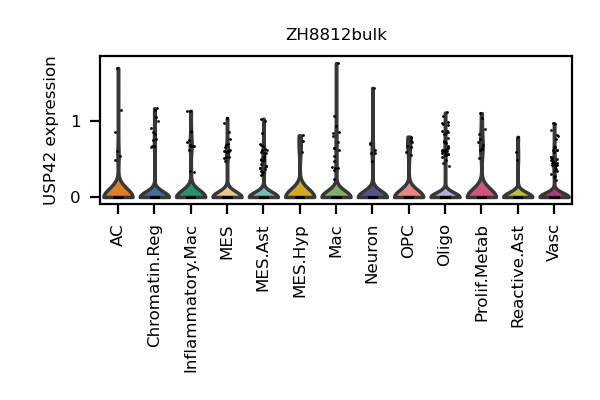 ZH8812bulk
USP42 expression
1
0
AC
Chromatin.Reg
Inflammatory.Mac
MES
MES.Ast
MES.Hyp
Mac
Neuron
OPC
Oligo
Prolif.Metab
Reactive.Ast
Vasc